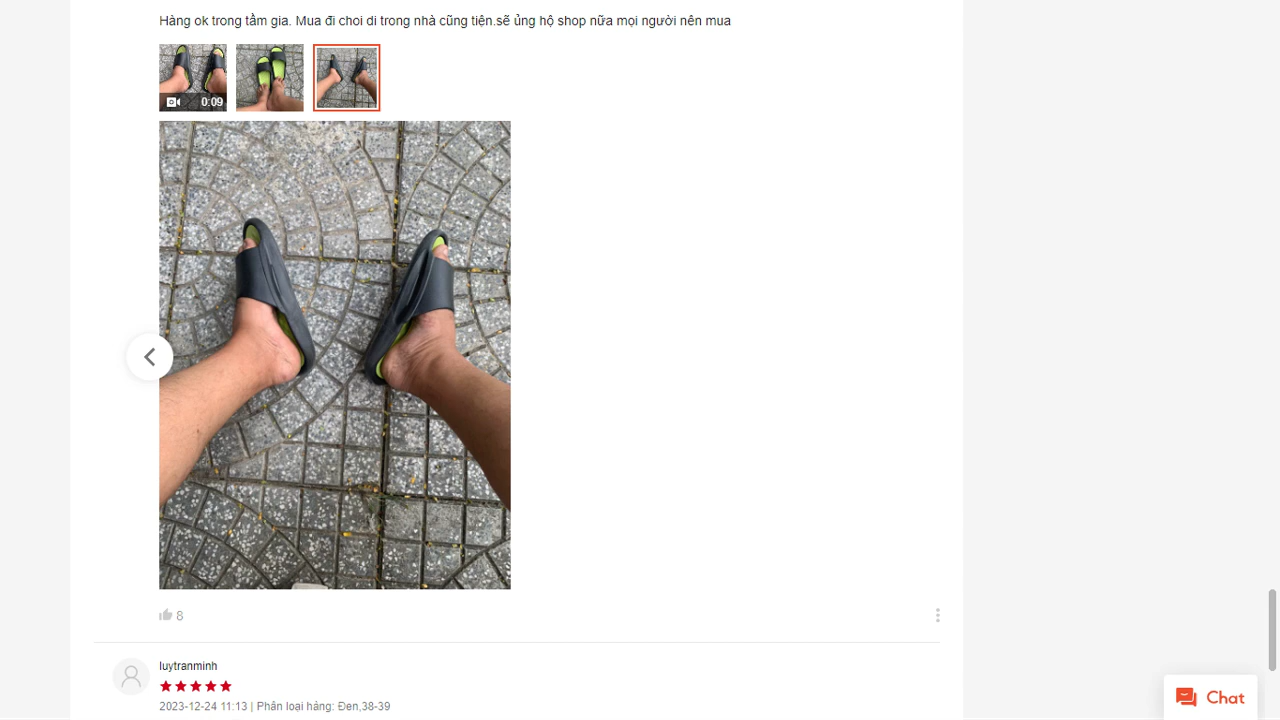 Hàng ok trong tầm gia. Mua đi choi di trong nhà cũng tiện.sẽ ủng hộ shop nữa mọi người nên mua
0:09
8
luytranminh
2023-12-24 11:13 | Phân loại hàng: Đen,38-39
Chat